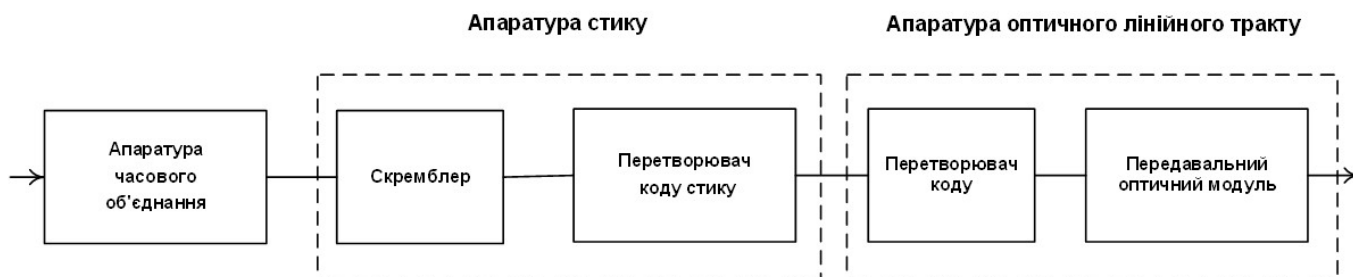 Апаратура стику
Апаратура оптичного лінійного тракту
Апаратура
часового
об'єднання
Скремблер
Перетворювач
коду стику
Перетворювач
коду
Передавальний
оптичний модуль